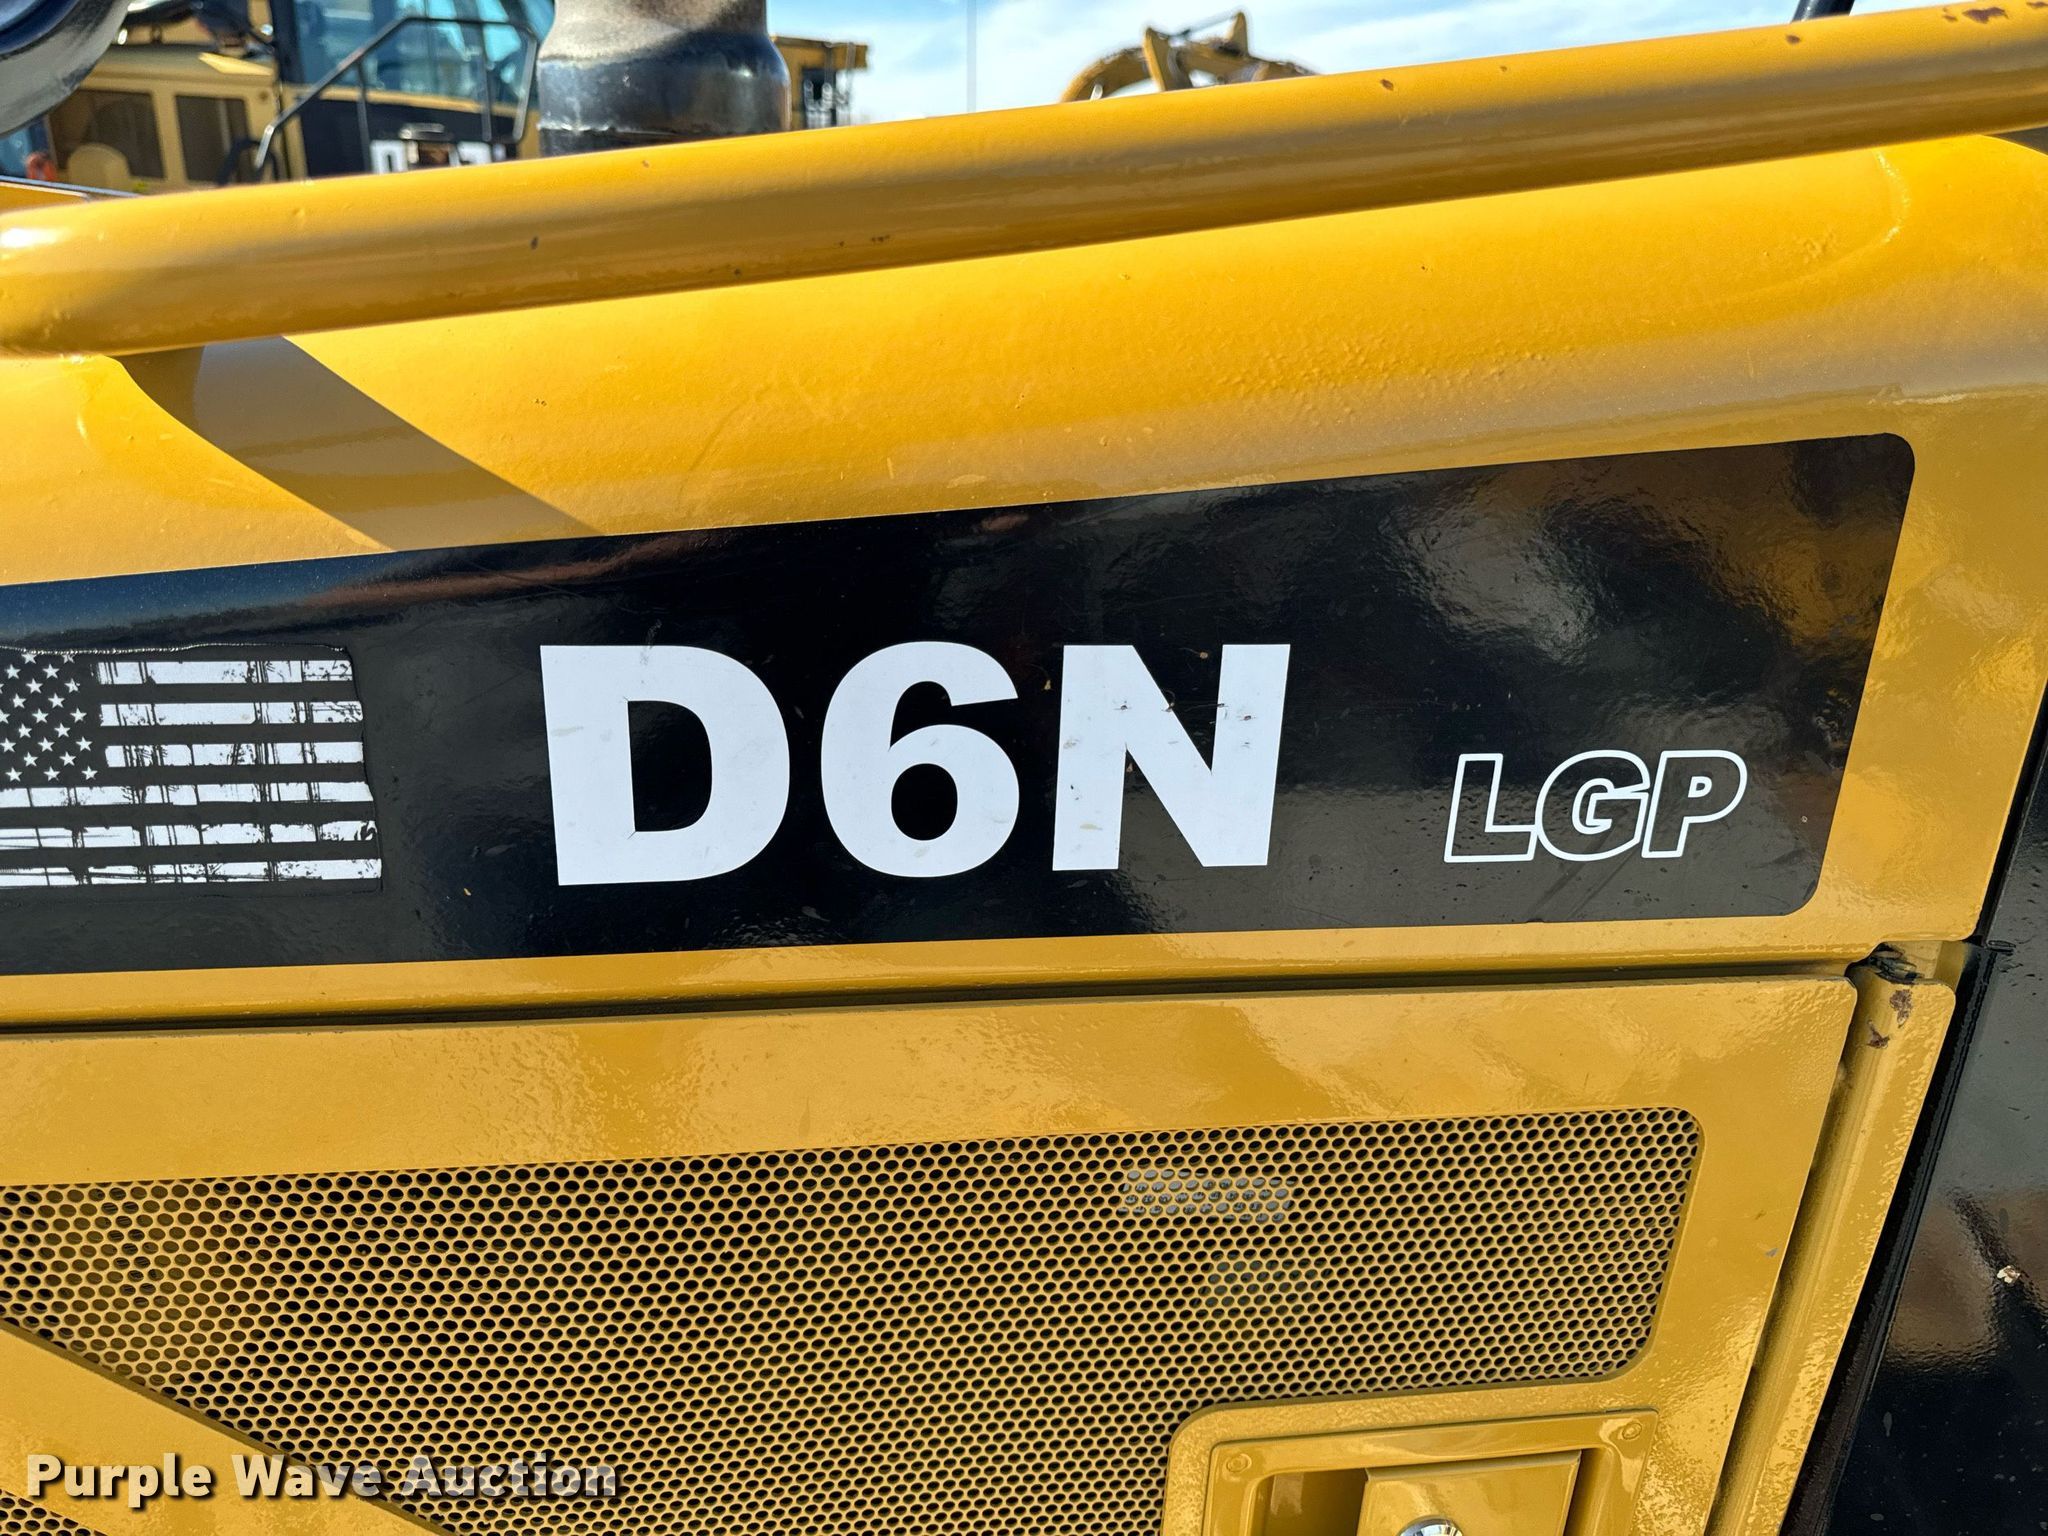 D6N LGP
Purple Wave Auction